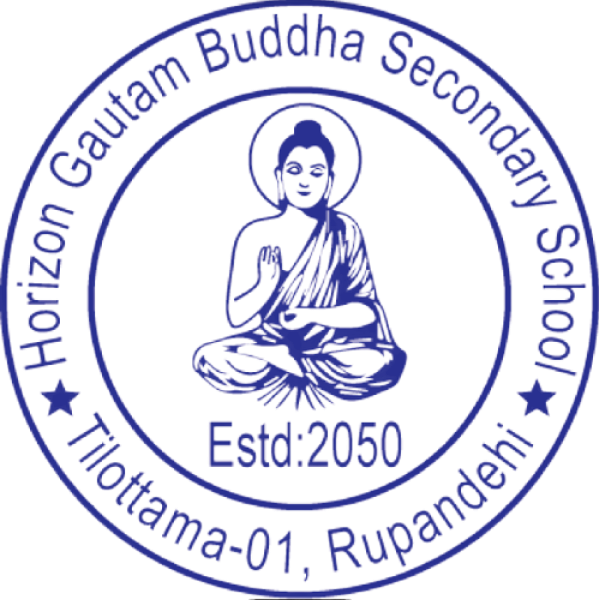 Horizon Gautam Buddha Secondary School
Estd:2050
Tilottama-01, Rupandehi